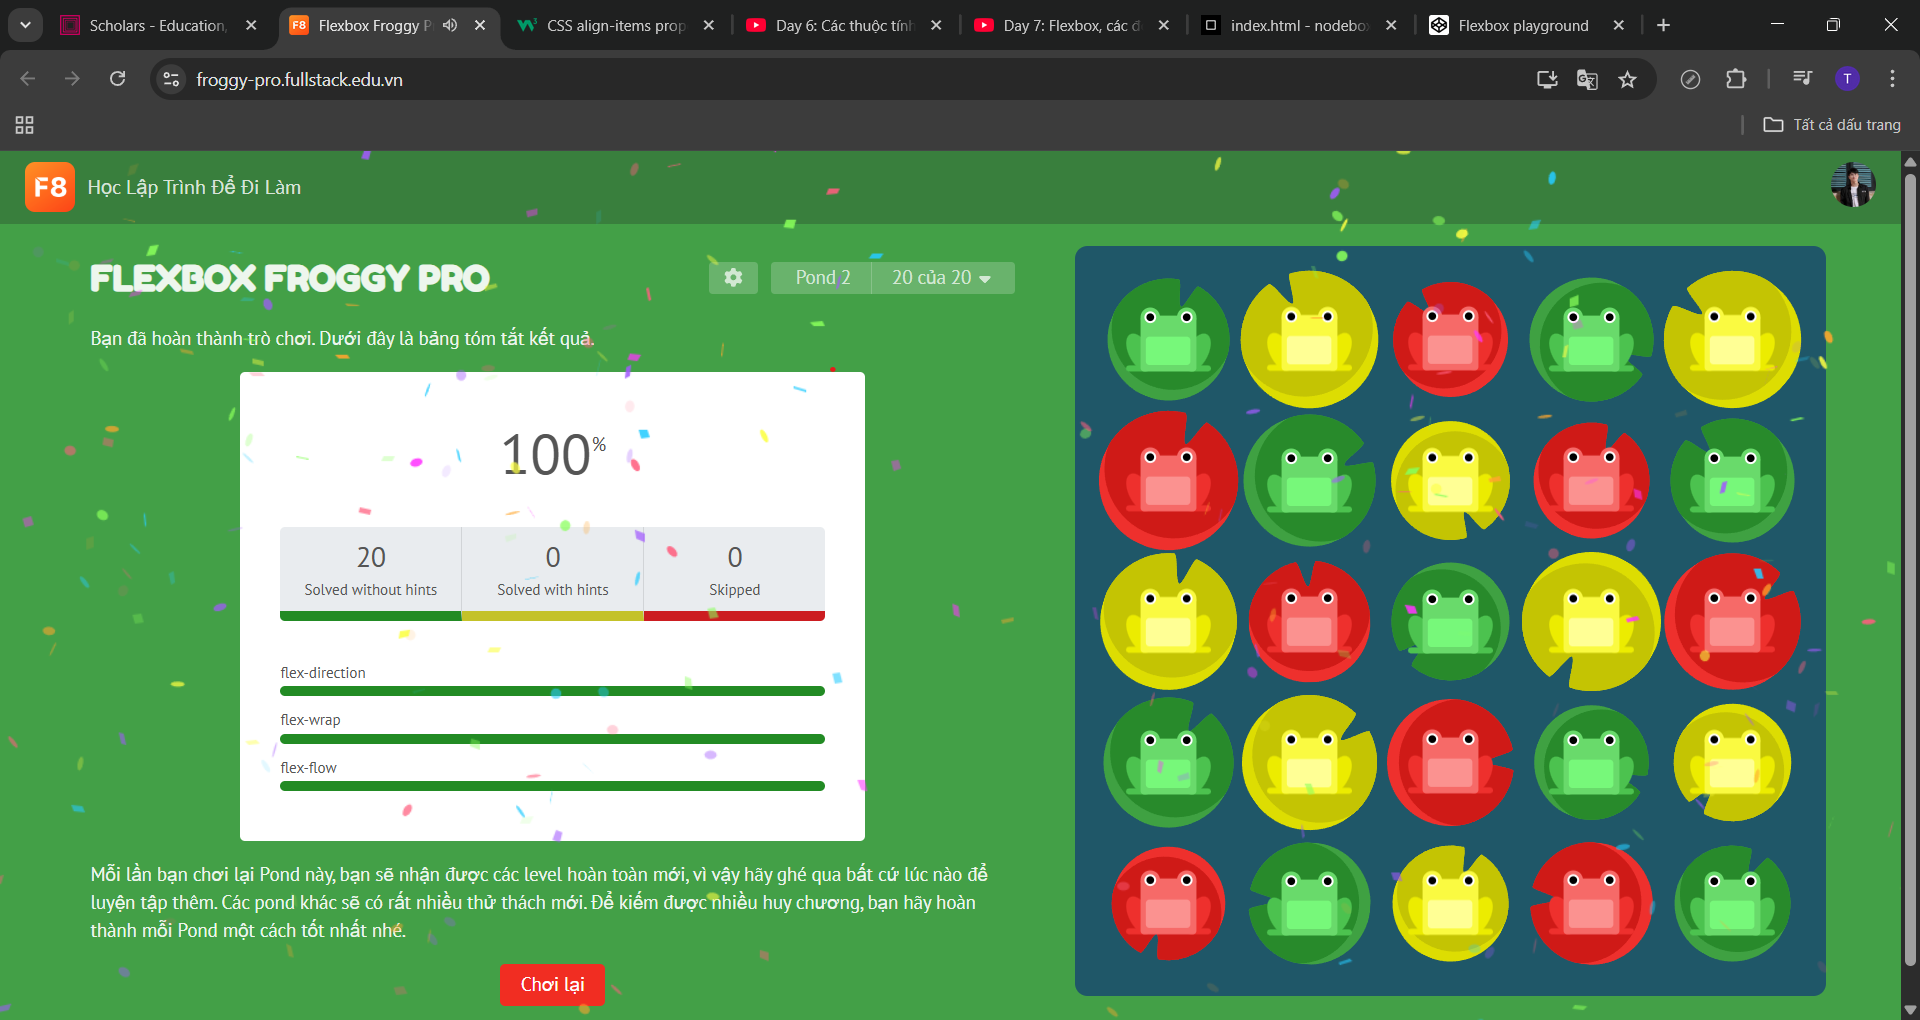 Scholars - Education,
Flexbox Froggy P
CSS align-items prop
Day 6: Các thuộc tính
Day 7: Flexbox, các đ
index.html - nodebo
Flexbox playground
froggy-pro.fullstack.edu.vn
T
Tất cả dấu trang
F8
Học Lập Trình Để Đi Làm
FLEXBOX FROGGY PRO
Pond 2
20 của 20
Bạn đã hoàn thành trò chơi. Dưới đây là bảng tóm tắt kết quả.
100%
20
Solved without hints
0
Solved with hints
0
Skipped
flex-direction
flex-wrap
flex-flow
Mỗi lần bạn chơi lại Pond này, bạn sẽ nhận được các level hoàn toàn mới, vì vậy hãy ghé qua bất cứ lúc nào để
luyện tập thêm. Các pond khác sẽ có rất nhiều thử thách mới. Để kiếm được nhiều huy chương, bạn hãy hoàn
thành mỗi Pond một cách tốt nhất nhé.
Chơi lại